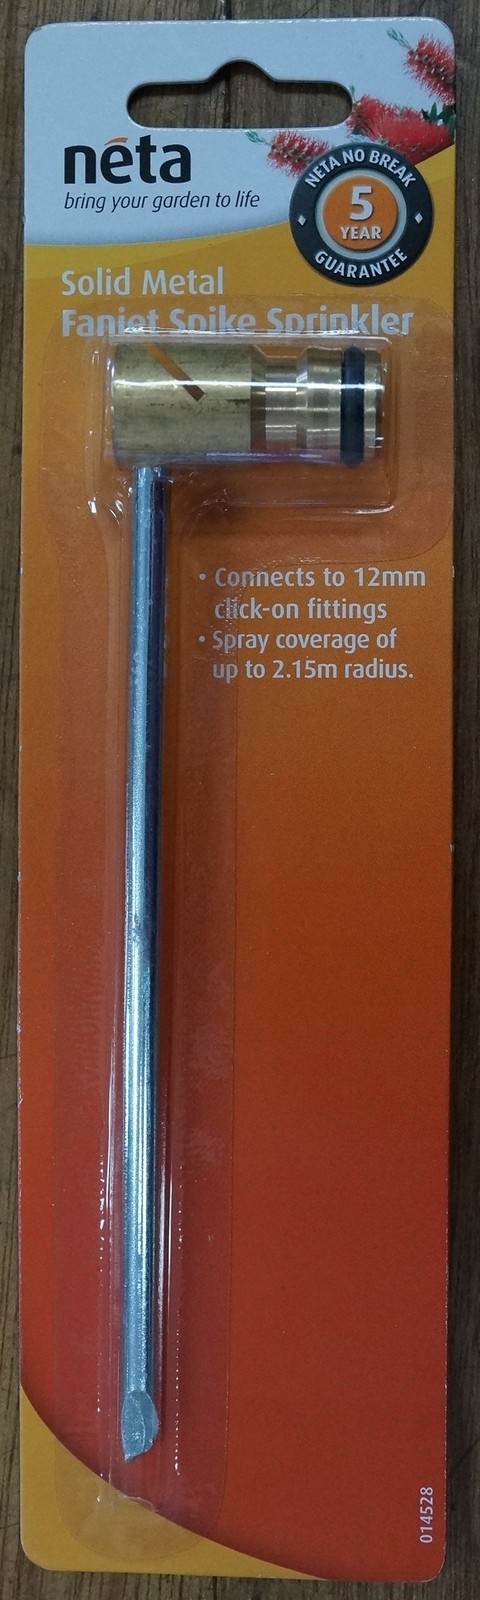 néta
bring your garden to life
NETA NO BREAK
5
YEAR
GUARANTEE
Solid Metal
Fanjet Spike Sprinkler
• Connects to 12mm
click-on fittings
• Spray coverage of
up to 2.15m radius.
014528